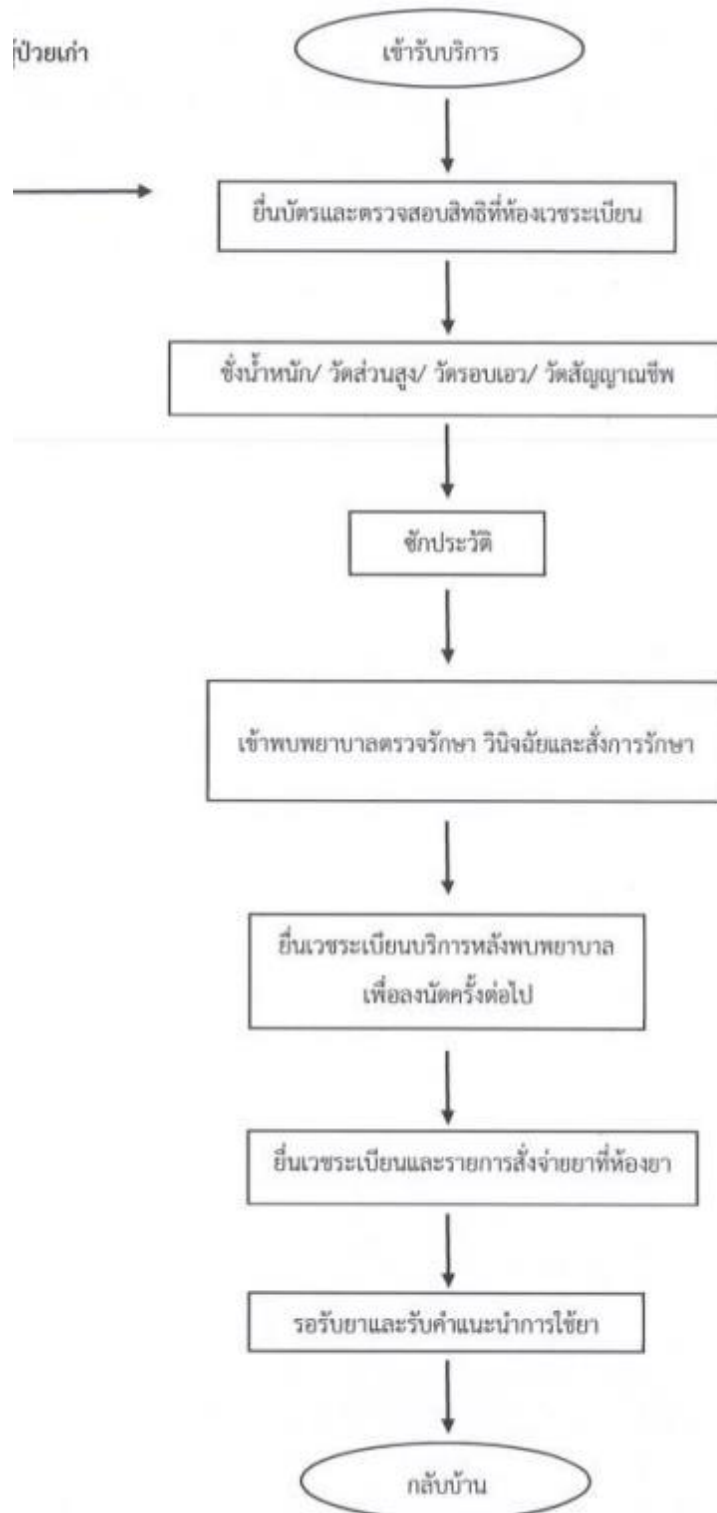 ผู้ป่วยเก่า
เข้ารับบริการ
ยื่นบัตรและตรวจสอบสิทธิที่ห้องเวชระเบียน
ชั่งน้ำหนัก/ วัดส่วนสูง/ วัดรอบเอว/ วัดสัญญาณชีพ
ซักประวัติ
เข้าพบพยาบาลตรวจรักษา วินิจฉัยและสั่งการรักษา
ยื่นเวชระเบียนบริการหลังพบพยาบาล
เพื่อลงนัดครั้งต่อไป
ยื่นเวชระเบียนและรายการสั่งจ่ายยาที่ห้องยา
รอรับยาและรับคำแนะนำการใช้ยา
กลับบ้าน